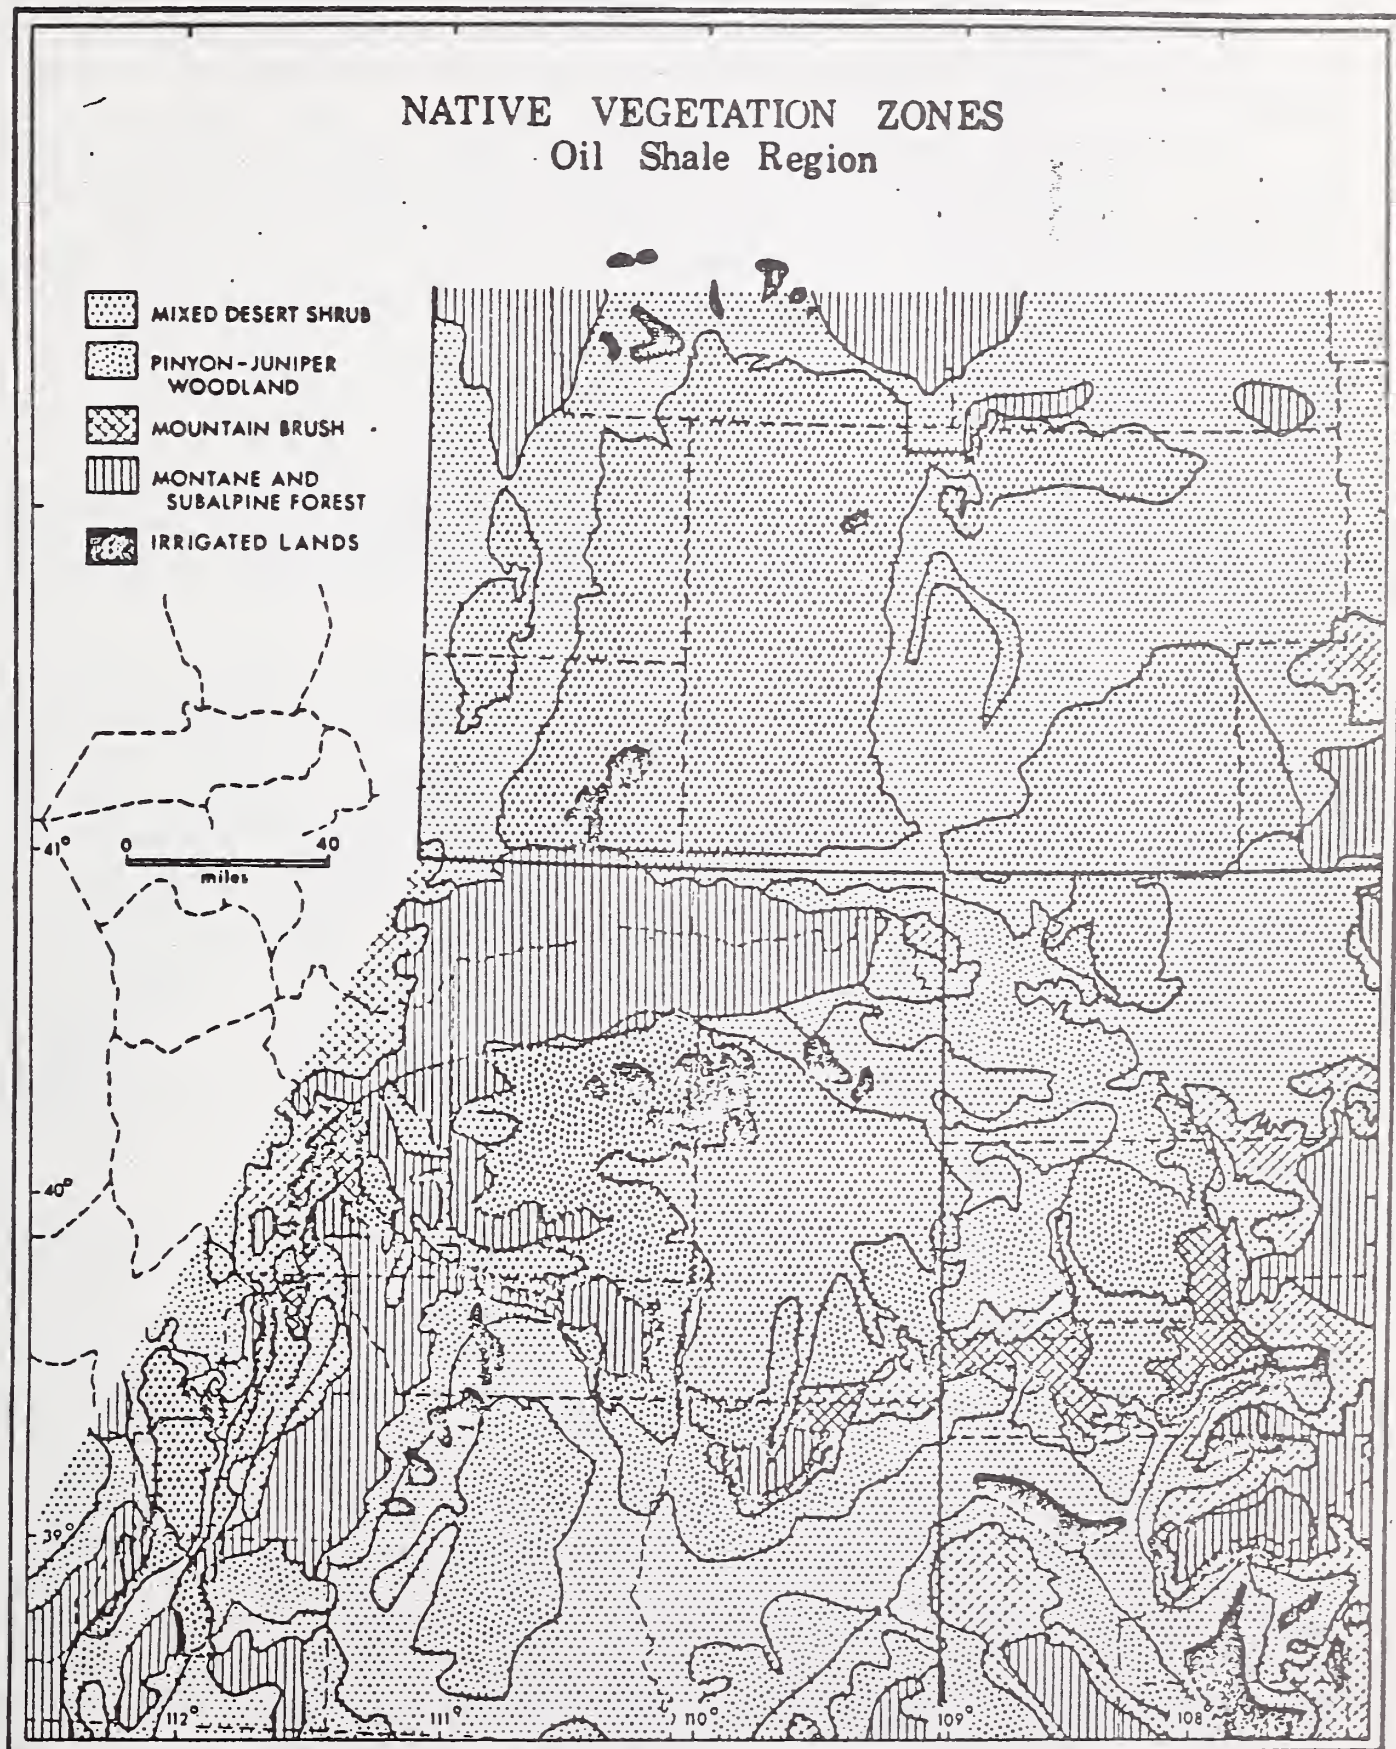 NATIVE VEGETATION ZONES
Oil Shale Region
MIXED DESERT SHRUB
PINYON-JUNIPER
WOODLAND
MOUNTAIN BRUSH
MONTANE AND
SUBALPINE FOREST
IRRIGATED LANDS
41°
0 40
miles
40°
39°
112° 111° 110° 109° 108°